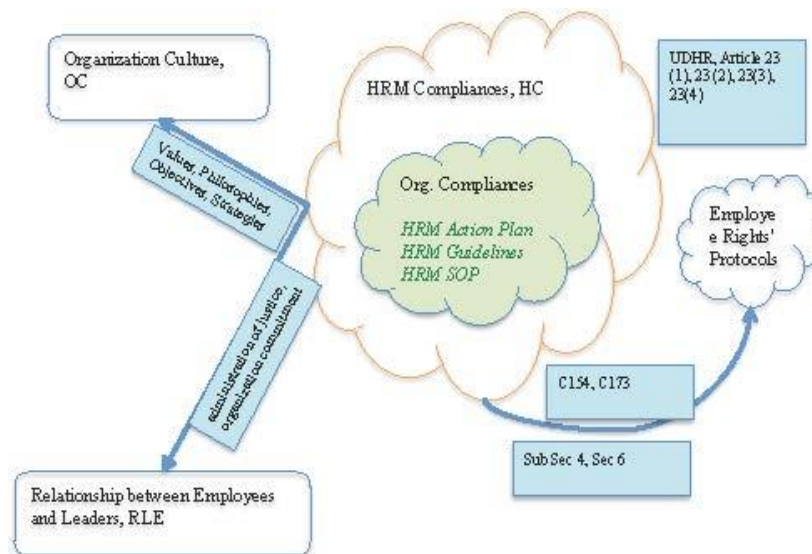 Organization Culture,
OC
HRM Compliances, HC
UDHR, Article 23
(1), 23(2), 23(3),
23(4)
Values, Philosophies,
Objectives, Strategies
Org. Compliances
HRM Action Plan
HRM Guidelines
HRM SOP
Employe
e Rights'
Protocols
administration of justice,
organization commitment
C154, C173
Sub Sec 4, Sec 6
Relationship between Employees
and Leaders, RLE